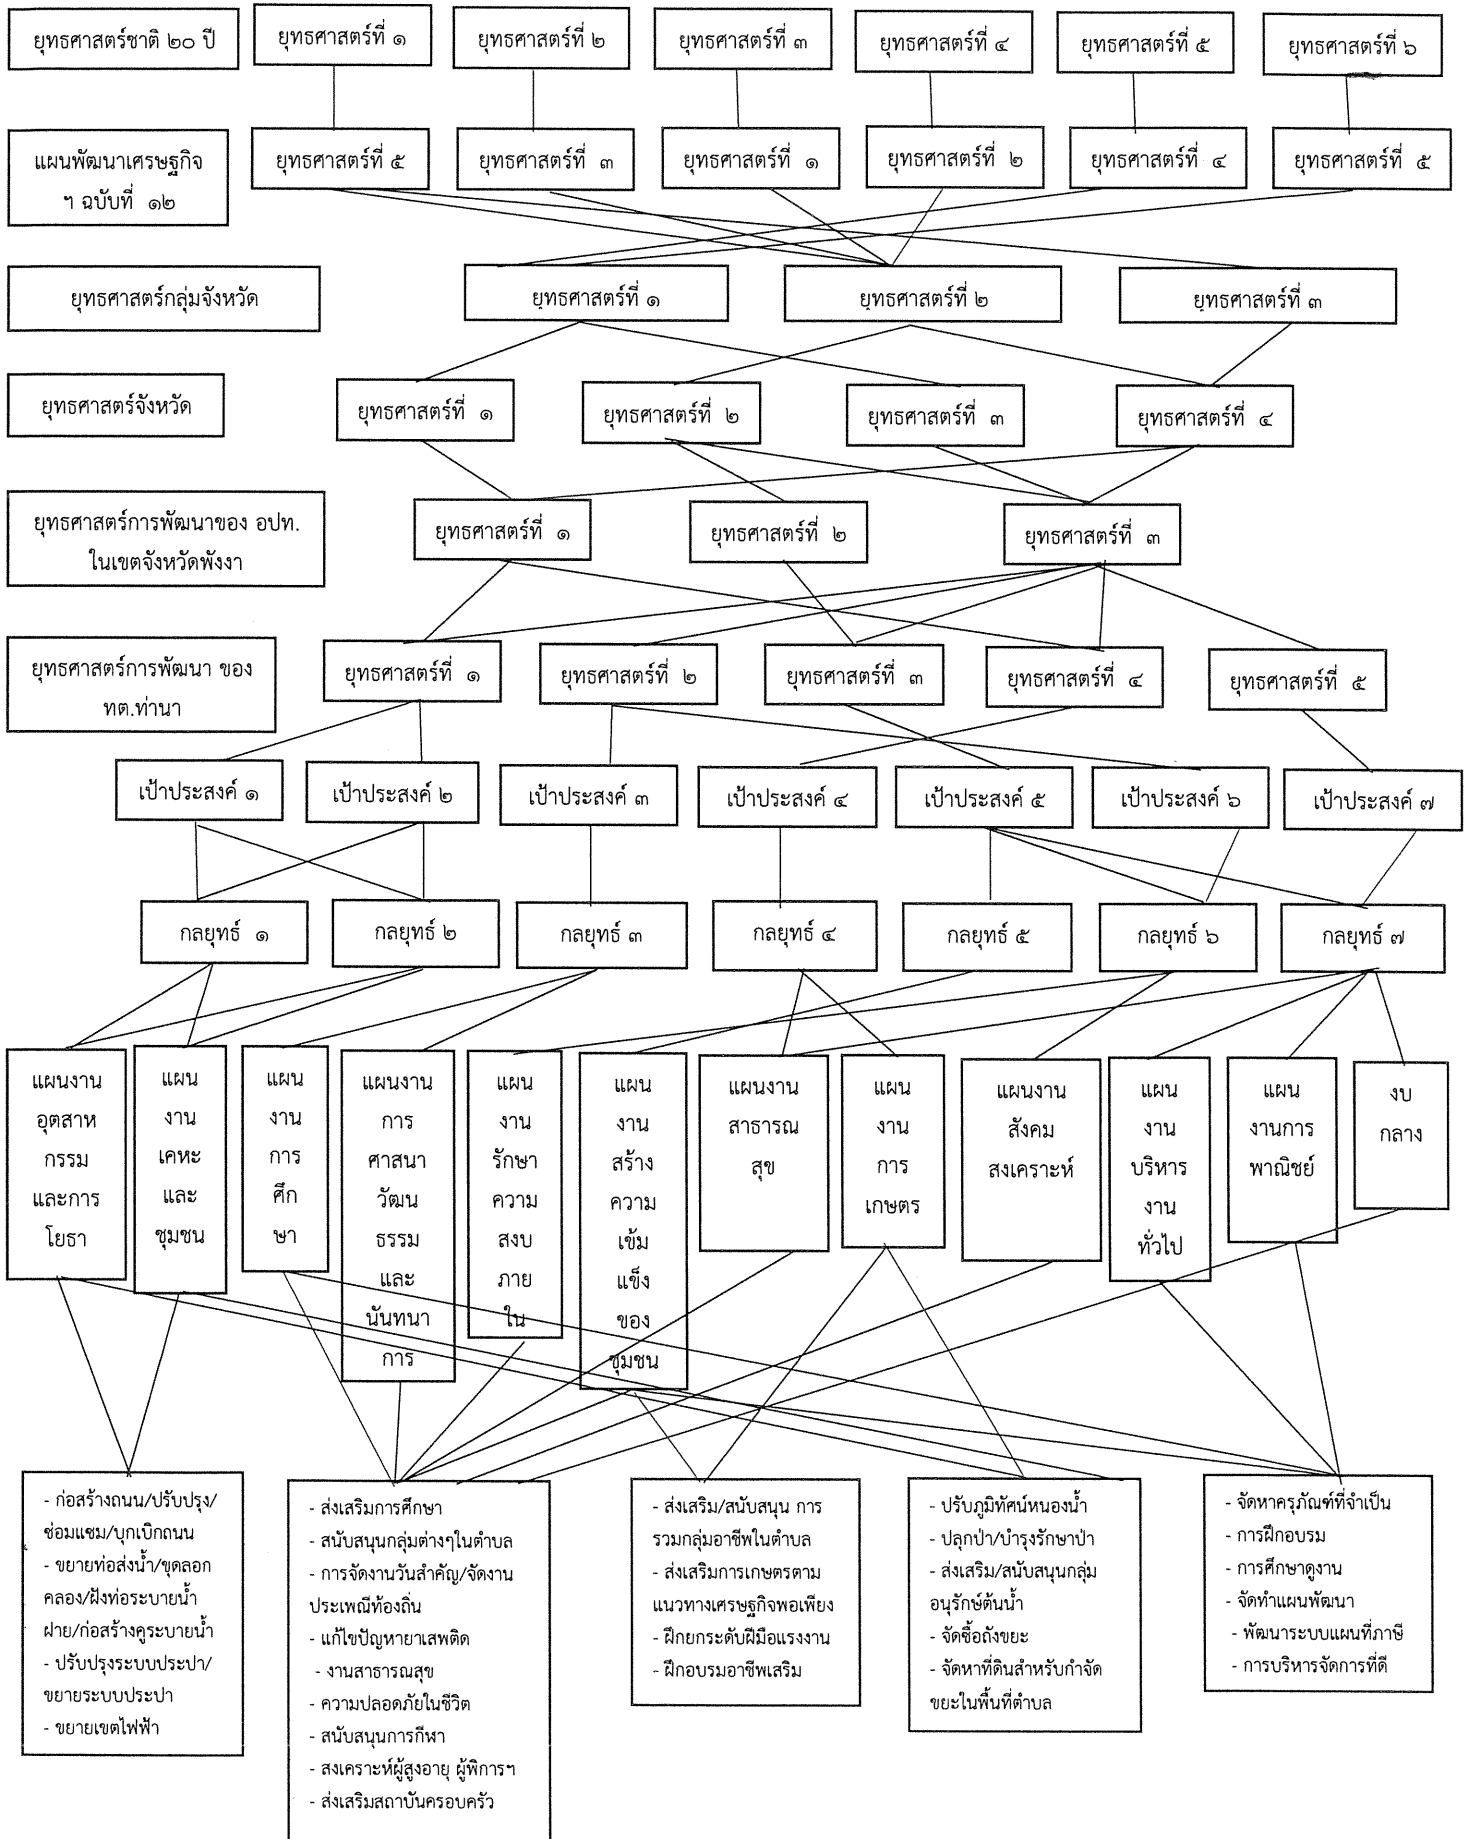 ยุทธศาสตร์ชาติ ๒๐ ปี
ยุทธศาสตร์ที่ ๑
ยุทธศาสตร์ที่ ๒
ยุทธศาสตร์ที่ ๓
ยุทธศาสตร์ที่ ๔
ยุทธศาสตร์ที่ ๕
ยุทธศาสตร์ที่ ๖
แผนพัฒนาเศรษฐกิจ
ฯ ฉบับที่ ๑๒
ยุทธศาสตร์ที่ ๕
ยุทธศาสตร์ที่ ๓
ยุทธศาสตร์ที่ ๑
ยุทธศาสตร์ที่ ๒
ยุทธศาสตร์ที่ ๔
ยุทธศาสตร์ที่ ๕
ยุทธศาสตร์กลุ่มจังหวัด
ยุทธศาสตร์ที่ ๑
ยุทธศาสตร์ที่ ๒
ยุทธศาสตร์ที่ ๓
ยุทธศาสตร์จังหวัด
ยุทธศาสตร์ที่ ๑
ยุทธศาสตร์ที่ ๒
ยุทธศาสตร์ที่ ๓
ยุทธศาสตร์ที่ ๔
ยุทธศาสตร์การพัฒนาของ อปท.
ในเขตจังหวัดพังงา
ยุทธศาสตร์ที่ ๑
ยุทธศาสตร์ที่ ๒
ยุทธศาสตร์ที่ ๓
ยุทธศาสตร์การพัฒนา ของ
ทต.ท่านา
ยุทธศาสตร์ที่ ๑
ยุทธศาสตร์ที่ ๒
ยุทธศาสตร์ที่ ๓
ยุทธศาสตร์ที่ ๔
ยุทธศาสตร์ที่ ๕
เป้าประสงค์ ๑
เป้าประสงค์ ๒
เป้าประสงค์ ๓
เป้าประสงค์ ๔
เป้าประสงค์ ๕
เป้าประสงค์ ๖
เป้าประสงค์ ๗
กลยุทธ์ ๑
กลยุทธ์ ๒
กลยุทธ์ ๓
กลยุทธ์ ๔
กลยุทธ์ ๕
กลยุทธ์ ๖
กลยุทธ์ ๗
แผนงาน
อุตสาห
กรรม
และการ
โยธา
แผน
งาน
เคหะ
และ
ชุมชน
แผน
งาน
การ
ศึก
ษา
แผนงาน
การ
ศาสนา
วัฒน
ธรรม
และ
นันทนา
การ
แผน
งาน
รักษา
ความ
สงบ
ภาย
ใน
แผน
งาน
สร้าง
ความ
เข้ม
แข็ง
ของ
ชุมชน
แผนงาน
สาธารณ
สุข
แผน
งาน
การ
เกษตร
แผนงาน
สังคม
สงเคราะห์
แผน
งาน
บริหาร
งาน
ทั่วไป
แผน
งานการ
พาณิชย์
งบ
กลาง
- ก่อสร้างถนน/ปรับปรุง/
ซ่อมแซม/บุกเบิกถนน
- ขยายท่อส่งน้ำ/ขุดลอก
คลอง/ฝังท่อระบายน้ำ
ฝาย/ก่อสร้างคูระบายน้ำ
- ปรับปรุงระบบประปา/
ขยายระบบประปา
- ขยายเขตไฟฟ้า
- ส่งเสริมการศึกษา
- สนับสนุนกลุ่มต่างๆในตำบล
- การจัดงานวันสำคัญ/จัดงาน
ประเพณีท้องถิ่น
- แก้ไขปัญหายาเสพติด
- งานสาธารณสุข
- ความปลอดภัยในชีวิต
- สนับสนุนการกีฬา
- สงเคราะห์ผู้สูงอายุ ผู้พิการฯ
- ส่งเสริมสถาบันครอบครัว
- ส่งเสริม/สนับสนุน การ
รวมกลุ่มอาชีพในตำบล
- ส่งเสริมการเกษตรตาม
แนวทางเศรษฐกิจพอเพียง
- ฝึกยกระดับฝีมือแรงงาน
- ฝึกอบรมอาชีพเสริม
- ปรับภูมิทัศน์หนองน้ำ
- ปลุกป่า/บำรุงรักษาป่า
- ส่งเสริม/สนับสนุนกลุ่ม
อนุรักษ์ต้นน้ำ
- จัดซื้อถังขยะ
- จัดหาที่ดินสำหรับกำจัด
ขยะในพื้นที่ตำบล
- จัดหาครุภัณฑ์ที่จำเป็น
- การฝึกอบรม
- การศึกษาดูงาน
- จัดทำแผนพัฒนา
- พัฒนาระบบแผนที่ภาษี
- การบริหารจัดการที่ดี